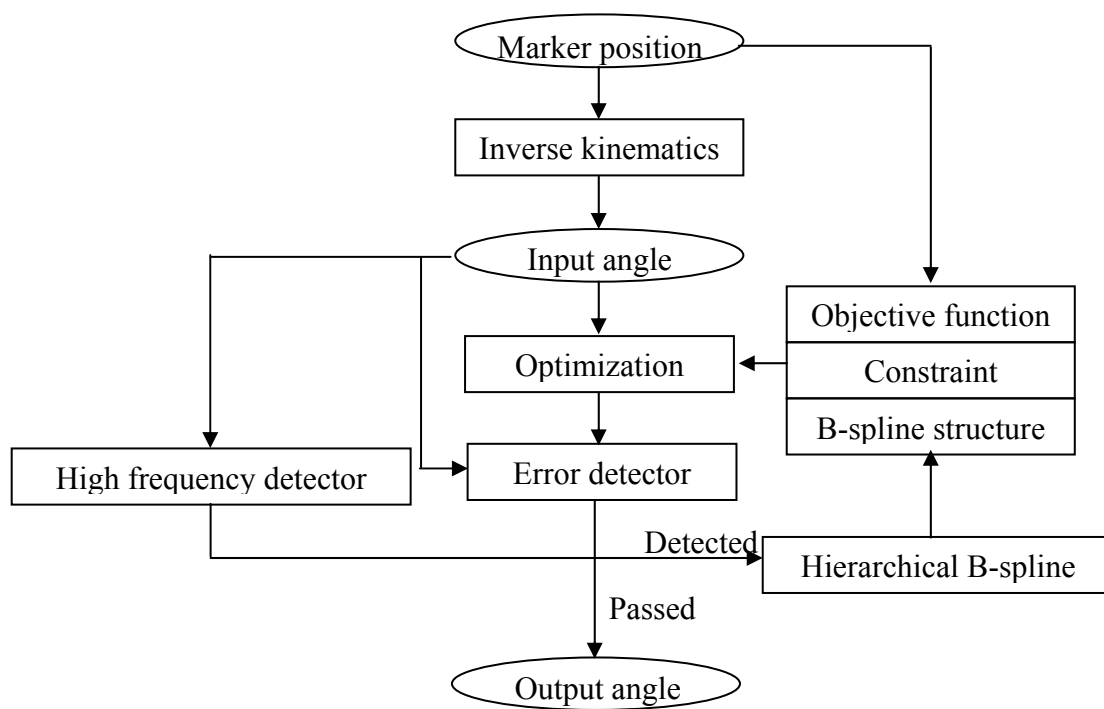 Marker position
Inverse kinematics
Input angle
Objective function
Optimization
Constraint
B-spline structure
High frequency detector
Error detector
Detected
Hierarchical B-spline
Passed
Output angle